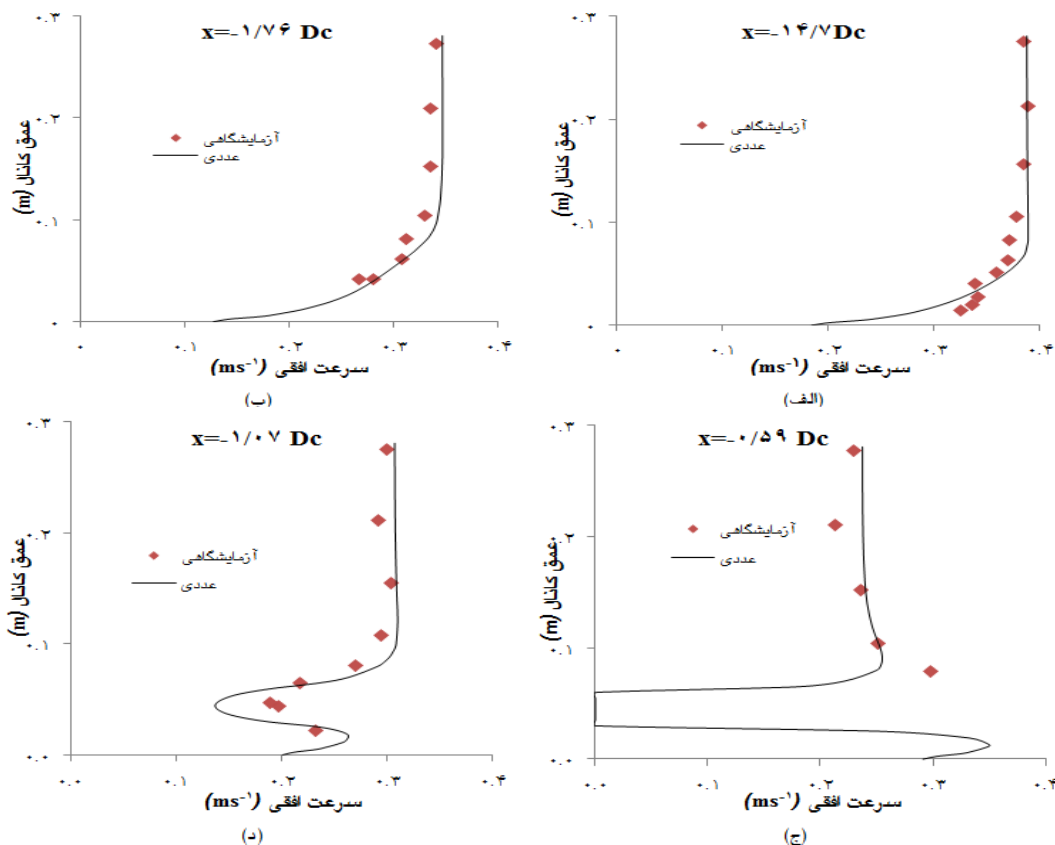 x=-۱۴/۷Dc
۰.۳
۰.۲
۰.۱
۰
عمق کانال (m)
آزمایشگاهی
عددی
۰ ۰.۱ ۰.۲ ۰.۳ ۰.۴
سرعت افقی (ms⁻¹)
(الف)
x=-۱/۷۶ Dc
۰.۳
۰.۲
۰.۱
۰
عمق کانال (m)
آزمایشگاهی
عددی
۰ ۰.۱ ۰.۲ ۰.۳ ۰.۴
سرعت افقی (ms⁻¹)
(ب)
x=-۰/۵۹ Dc
۰.۳
۰.۲
۰.۱
۰.۰
عمق کانال (m)
آزمایشگاهی
عددی
۰.۰ ۰.۱ ۰.۲ ۰.۳ ۰.۴
سرعت افقی (ms⁻¹)
(ج)
x=-۱/۰۷ Dc
۰.۳
۰.۲
۰.۱
۰.۰
عمق کانال (m)
آزمایشگاهی
عددی
۰.۰ ۰.۱ ۰.۲ ۰.۳ ۰.۴
سرعت افقی (ms⁻¹)
(د)